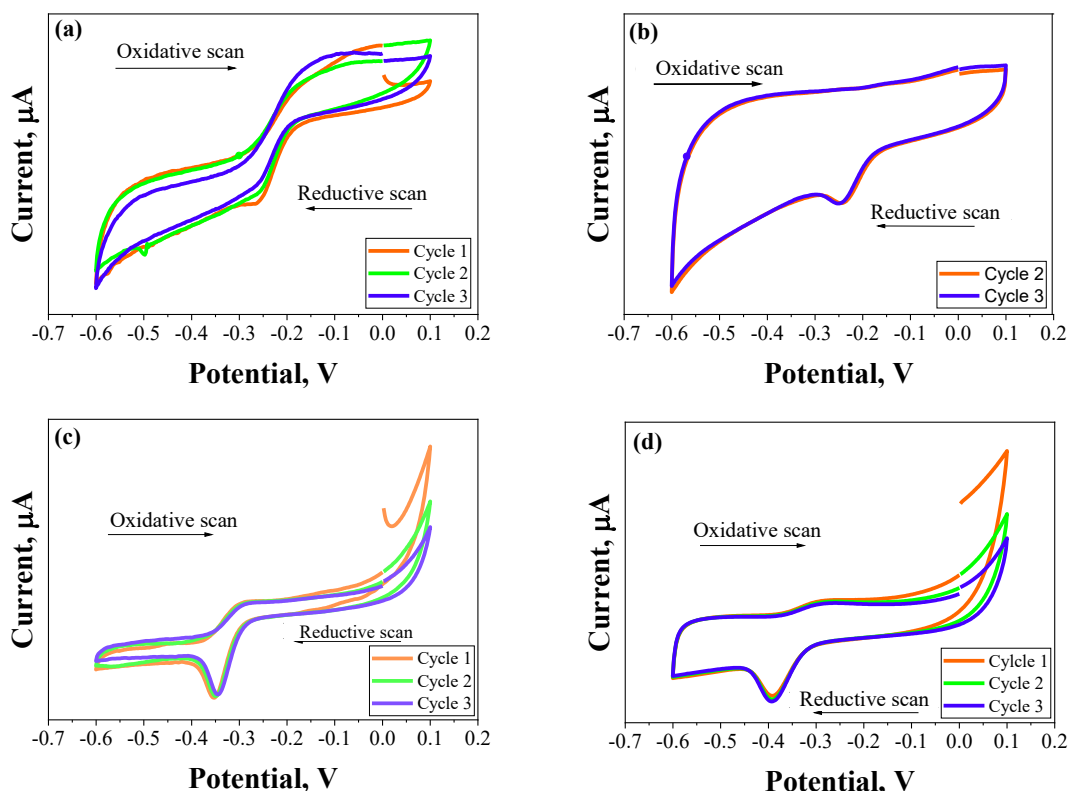 (a)
Oxidative scan
Reductive scan
Cycle 1
Cycle 2
Cycle 3
Current, µA
-0.7 -0.6 -0.5 -0.4 -0.3 -0.2 -0.1 0.0 0.1 0.2
Potential, V
(b)
Oxidative scan
Reductive scan
Cycle 2
Cycle 3
Current, µA
-0.7 -0.6 -0.5 -0.4 -0.3 -0.2 -0.1 0.0 0.1 0.2
Potential, V
(c)
Oxidative scan
Reductive scan
Cycle 1
Cycle 2
Cycle 3
Current, µA
-0.7 -0.6 -0.5 -0.4 -0.3 -0.2 -0.1 0.0 0.1 0.2
Potential, V
(d)
Oxidative scan
Cylcle 1
Cycle 2
Cycle 3
Reductive scan
Current, µA
-0.7 -0.6 -0.5 -0.4 -0.3 -0.2 -0.1 0.0 0.1 0.2
Potential, V